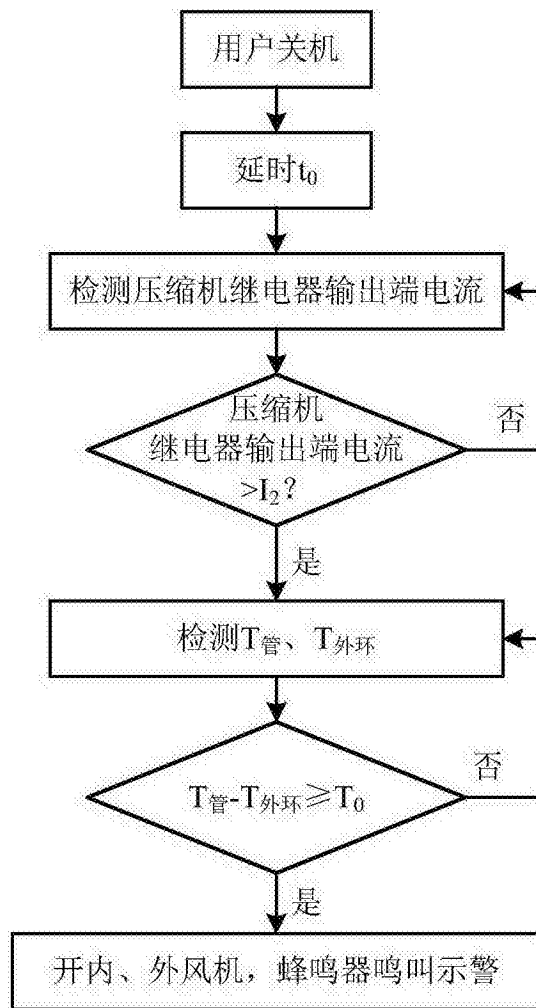 用户关机
延时t₀
检测压缩机继电器输出端电流
压缩机
继电器输出端电流
>I₂?
否
是
检测T管、T外环
T管-T外环≥T₀
否
是
开内、外风机，蜂鸣器鸣叫示警